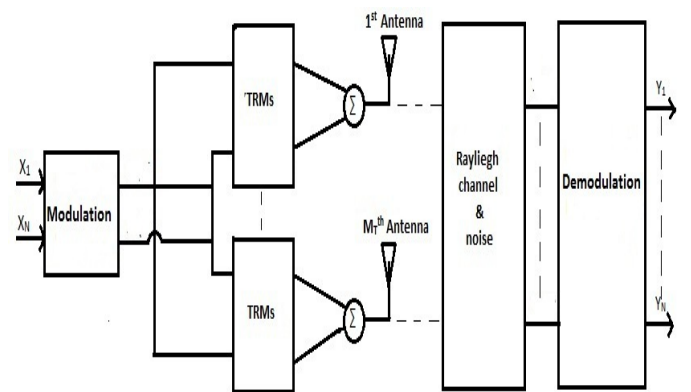 1st Antenna
TRMs
Σ
X1
XN
Modulation
TRMs
Σ
MTth Antenna
Rayliegh
channel
&
noise
Demodulation
Y1
YN